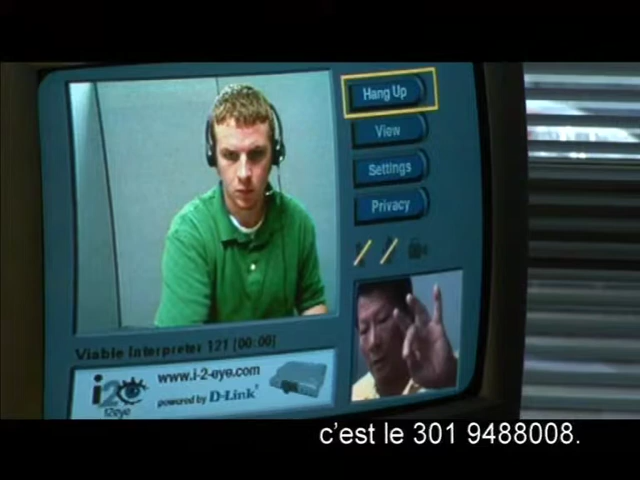 Hang Up
View
Settings
Privacy
Viable Interpreter 121 [00:00]
i2eye
i2eye
www.i-2-eye.com
powered by D-Link
c'est le 301 9488008.